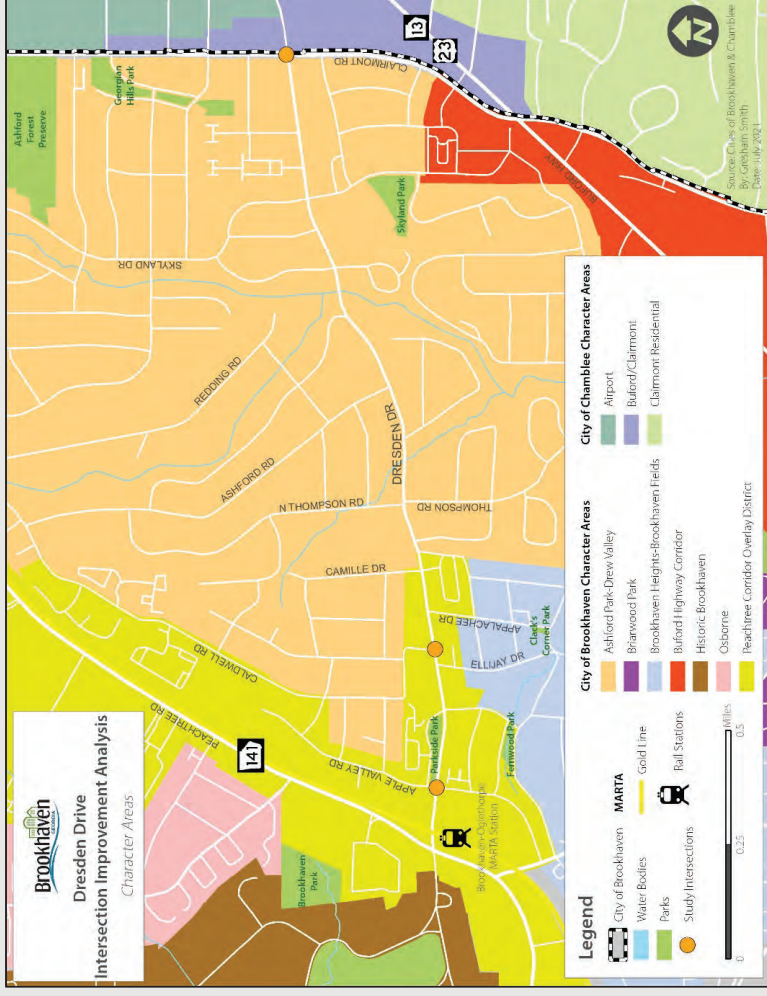 Brookhaven
GEORGIA
Dresden Drive
Intersection Improvement Analysis
Character Areas
Ashford
Forest
Preserve
Georgian
Hills Park
CLAIRMONT RD
13
23
N
Source: Cities of Brookhaven & Chamblee
By: Gresham Smith
Date: July 2021
Skyland Park
BUFORD HWY
SKYLAND DR
REDDING RD
ASHFORD RD
N THOMPSON RD
DRESDEN DR
THOMPSON RD
CAMILLE DR
APPALACHEE DR
Clack's
Corner Park
ELLIJAY DR
CALDWELL RD
PEACHTREE RD
141
APPLE VALLEY RD
Parkside Park
Fernwood Park
Brookhaven-Oglethorpe
MARTA Station
Brookhaven
Park
Legend
City of Brookhaven
Water Bodies
Parks
Study Intersections
MARTA
Gold Line
Rail Stations
0
0.25
0.5
Miles
City of Brookhaven Character Areas
Ashford Park-Drew Valley
Briarwood Park
Brookhaven Heights-Brookhaven Fields
Buford Highway Corridor
Historic Brookhaven
Osborne
Peachtree Corridor Overlay District
City of Chamblee Character Areas
Airport
Buford/Clairmont
Clairmont Residential